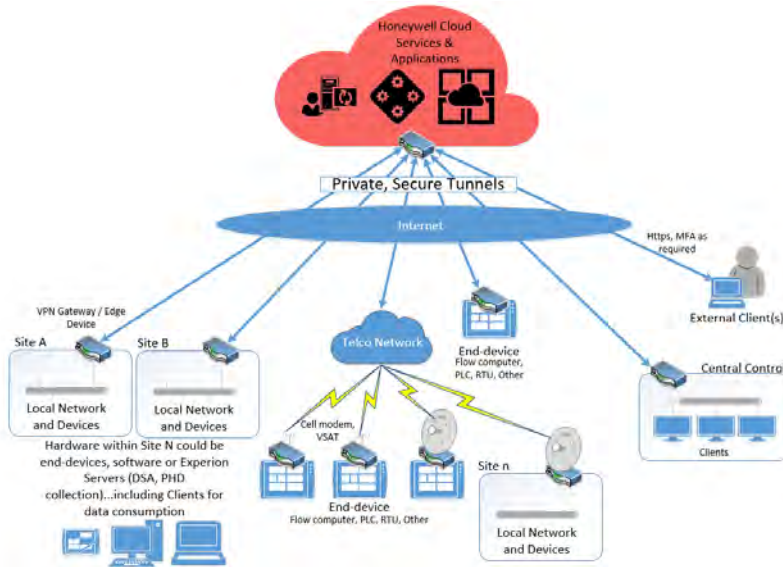 Honeywell Cloud
Services &
Applications
Private, Secure Tunnels
Internet
Https, MFA as
required
External Client(s)
VPN Gateway / Edge
Device
Site A
Site B
Local Network
and Devices
Local Network
and Devices
Telco Network
End-device
Flow computer,
PLC, RTU, Other
Central Control
Clients
Cell modem,
VSAT
Hardware within Site N could be
end-devices, software or Experion
Servers (DSA, PHD
collection)...including Clients for
data consumption
End-device
Flow computer, PLC, RTU, Other
Site n
Local Network
and Devices